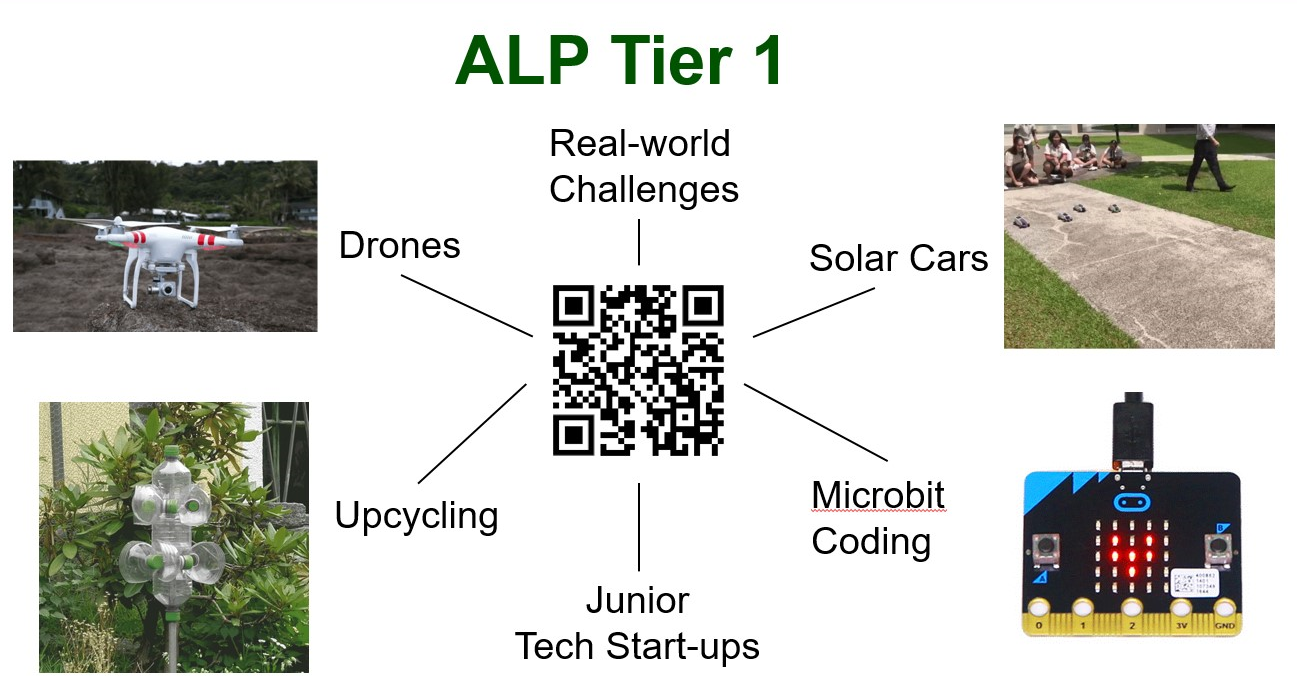 ALP Tier 1
Real-world
Challenges
Drones
Solar Cars
Upcycling
Microbit
Coding
Junior
Tech Start-ups
A
B
0
1
2
3V
GND